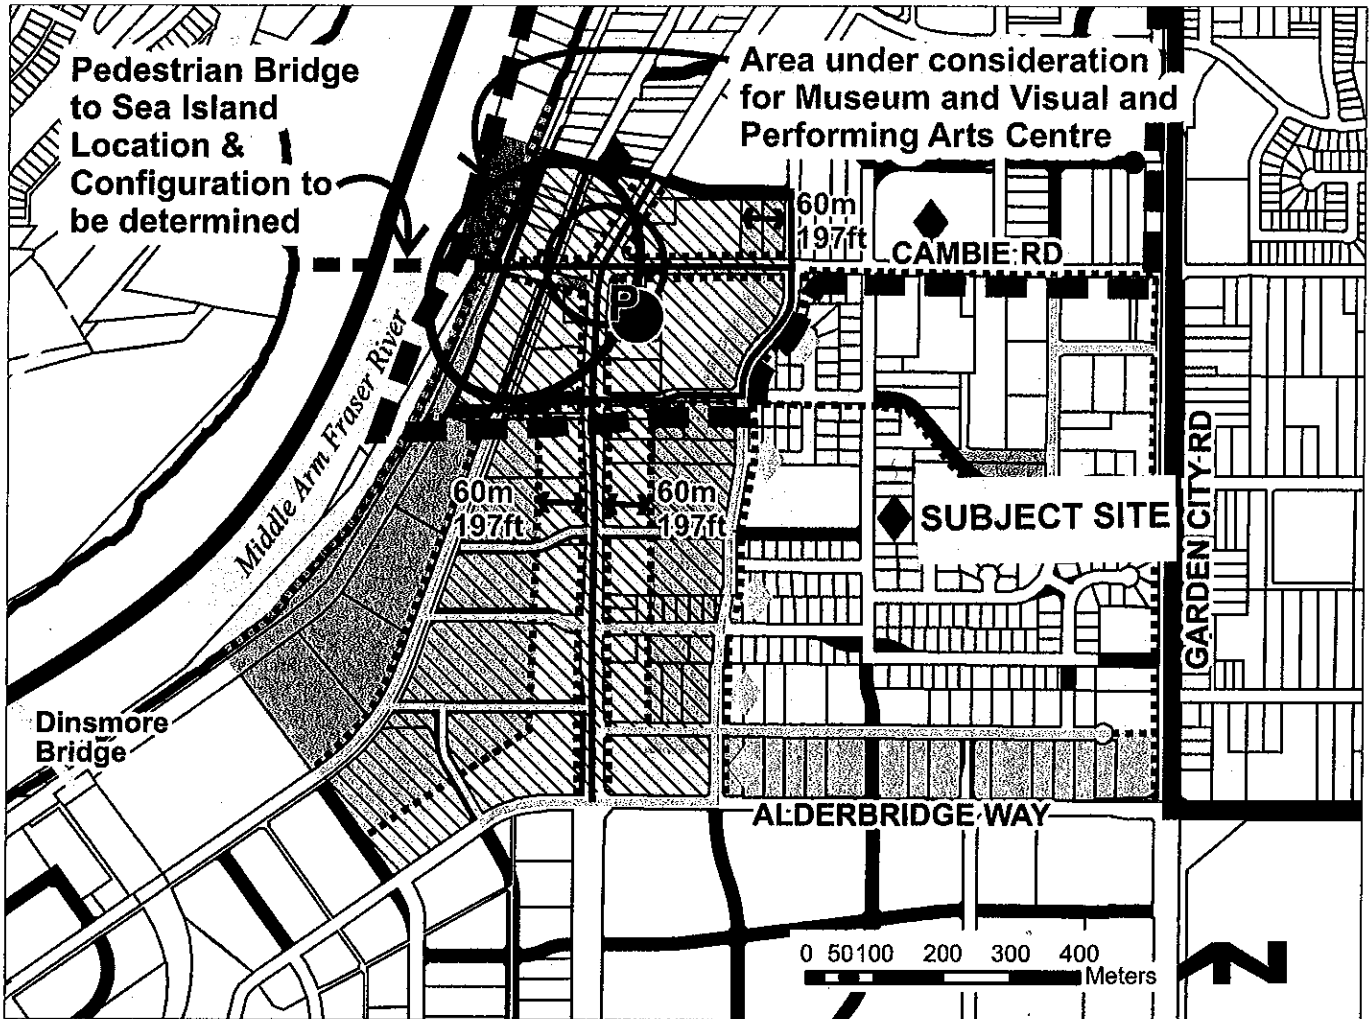 Pedestrian Bridge
to Sea Island
Location &
Configuration to
be determined
Area under consideration
for Museum and Visual and
Performing Arts Centre
60m
197ft
CAMBIE RD
P
Middle Arm Fraser River
60m
197ft
60m
197ft
SUBJECT SITE
GARDEN CITY RD
Dinsmore
Bridge
ALDERBRIDGE WAY
0 50 100 200 300 400
Meters
N